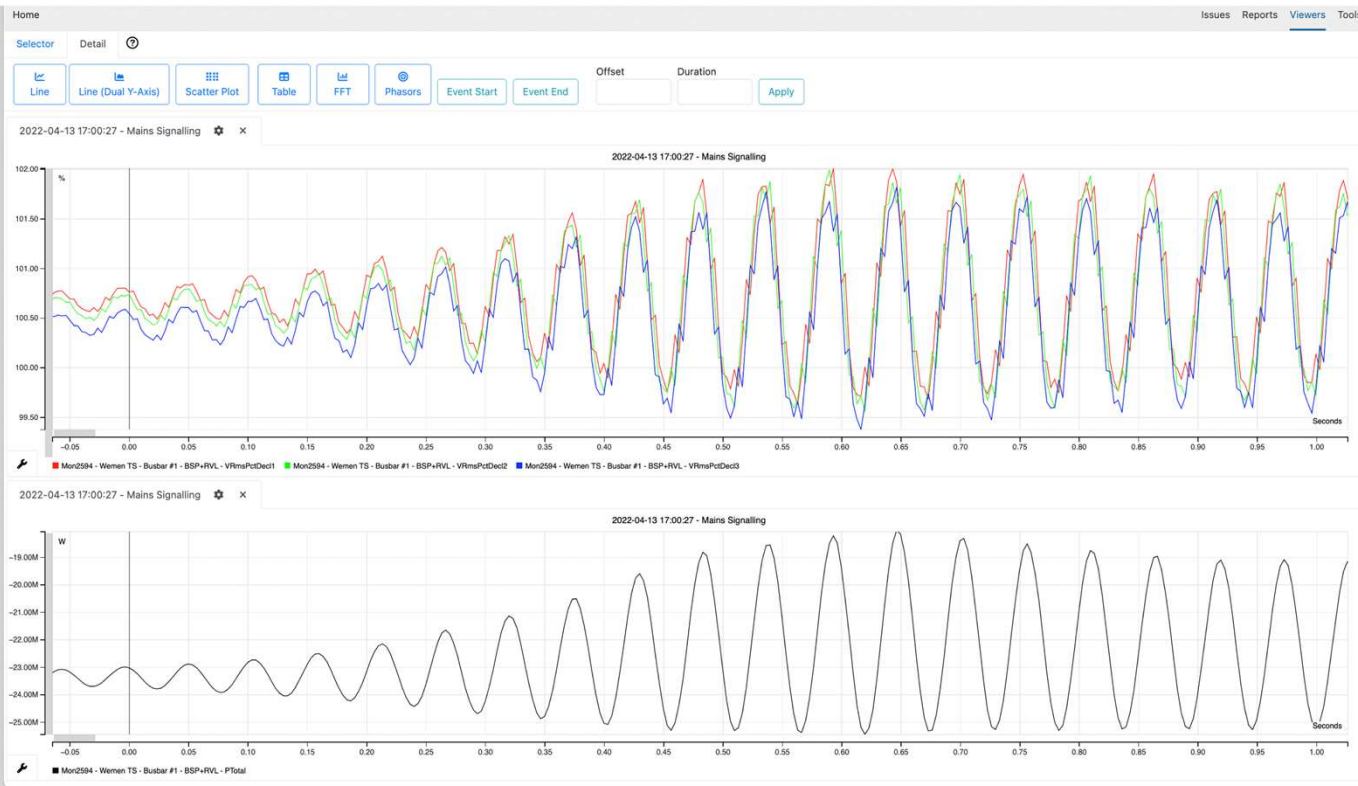 Home Issues Reports Viewers Tools
Selector Detail
Line Line (Dual Y-Axis) Scatter Plot Table FFT Phasors Event Start Event End Offset Duration Apply
2022-04-13 17:00:27 - Mains Signalling
2022-04-13 17:00:27 - Mains Signalling
%
102.00
101.50
101.00
100.50
100.00
99.50
Seconds
-0.05 0.00 0.05 0.10 0.15 0.20 0.25 0.30 0.35 0.40 0.45 0.50 0.55 0.60 0.65 0.70 0.75 0.80 0.85 0.90 0.95 1.00
Mon2594 - Wemen TS - Busbar #1 - BSP+RVL - VRmsPctDecl1 Mon2594 - Wemen TS - Busbar #1 - BSP+RVL - VRmsPctDecl2 Mon2594 - Wemen TS - Busbar #1 - BSP+RVL - VRmsPctDecl3
2022-04-13 17:00:27 - Mains Signalling
2022-04-13 17:00:27 - Mains Signalling
W
-19.00M
-20.00M
-21.00M
-22.00M
-23.00M
-24.00M
-25.00M
Seconds
-0.05 0.00 0.05 0.10 0.15 0.20 0.25 0.30 0.35 0.40 0.45 0.50 0.55 0.60 0.65 0.70 0.75 0.80 0.85 0.90 0.95 1.00
Mon2594 - Wemen TS - Busbar #1 - BSP+RVL - PTotal